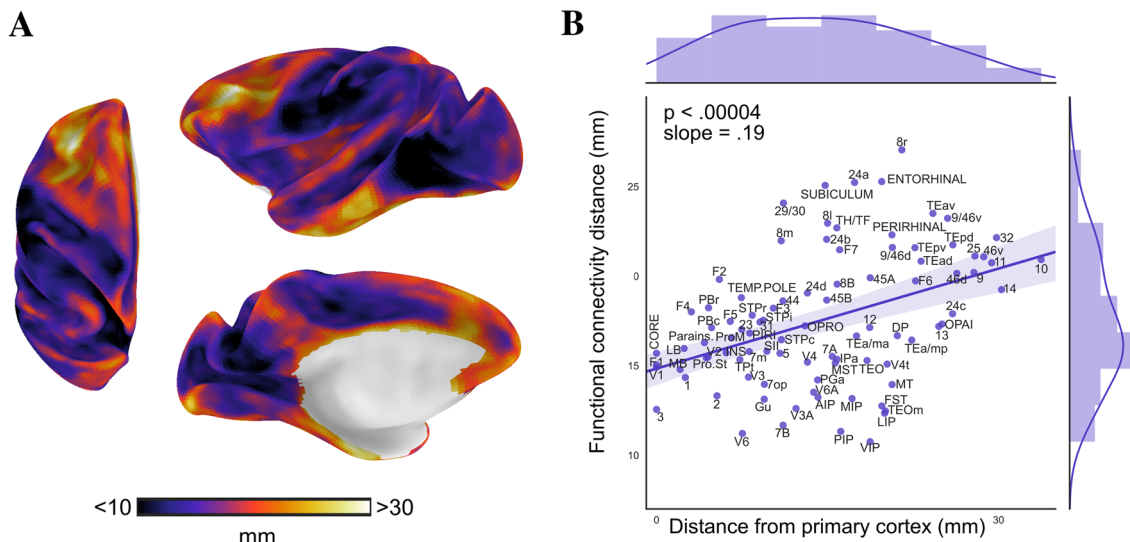 A
B
<10
>30
mm
p < .00004
slope = .19
Functional connectivity distance (mm)
25
0
15
10
0
30
Distance from primary cortex (mm)
8r
24a
ENTORHINAL
SUBICULUM
29/30
TEav
9/46v
8l
TH/TF
PERIRHINAL
8m
24b
F7
9/46d
TEpv
TEpd
32
TEad
25
46v
11
10
F2
TEMP.POLE
24d
8B
45A
F6
46d
9
14
F4
PBr
STPr
F3
44
45B
24c
PBc
F5
STPi
OPRO
12
DP
13
OPAI
CORE
Parains.
ProM
23
31
PIRI
STPc
TEa/ma
TEa/mp
LB
V2
INS
7m
SII
5
7A
IPa
F1
MB
Pro.St
TPt
V4
MST
TEO
V4t
V1
1
V3
7op
PGa
MT
V6A
3
2
Gu
V3A
AIP
MIP
FST
TEOm
LIP
V6
7B
PIP
VIP